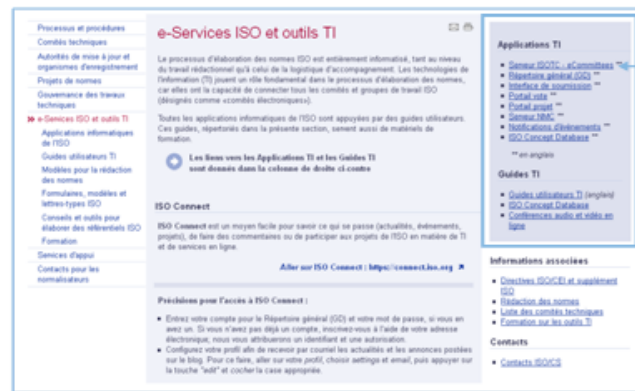 Processus et procédures
Comités techniques
Autorités de mise à jour et
organismes d'enregistrement
Projets de normes
Gouvernance des travaux
techniques
e-Services ISO et outils TI
Applications informatiques
de l'ISO
Guides utilisateurs TI
Modèles pour la rédaction
des normes
Formulaires, modèles et
lettres-types ISO
Conseils et outils pour
élaborer des référentiels ISO
Formation
Services d'appui
Contacts pour les
normalisateurs
e-Services ISO et outils TI
Le processus d'élaboration des normes ISO est entièrement informatisé, tant au niveau
du travail rédactionnel qu'à celui de la logistique d'accompagnement. Les technologies de
l'information (TI) jouent un rôle fondamental dans le processus d'élaboration des normes,
car elles ont la capacité de connecter tous les comités et groupes de travail ISO
(désignés comme «comités électroniques»).
Toutes les applications informatiques de l'ISO sont appuyées par des guides utilisateurs.
Ces guides, répertoriés dans la présente section, servent aussi de matériels de
formation.
Les liens vers les Applications TI et les Guides TI
sont donnés dans la colonne de droite ci-contre
ISO Connect
ISO Connect est un moyen facile pour savoir ce qui se passe (actualités, événements,
projets), de faire des commentaires ou de participer aux projets de l'ISO en matière de TI
et de services en ligne.
Aller sur ISO Connect : https://connect.iso.org
Précisions pour l'accès à ISO Connect :
Entrez votre compte pour le Répertoire général (GD) et votre mot de passe, si vous en
avez un. Si vous n'avez pas déjà un compte, inscrivez-vous à l'aide de votre adresse
électronique, nous vous attribuerons un identifiant et une autorisation.
Configurez votre profil afin de recevoir par courriel les actualités et les annonces postées
sur le blog. Pour ce faire, aller sur votre profil, choisir settings et email, puis appuyer sur
la touche "edit" et cocher la case appropriée.
Applications TI
Serveur ISOTC - eCommittees **
Répertoire général (GD) **
Interface de soumission **
Portail vote **
Portail projet **
Serveur NMC **
Notifications d'événements **
ISO Concept Database **
** en anglais
Guides TI
Guides utilisateurs TI (anglais)
ISO Concept Database
Conférences audio et vidéo en
ligne
Informations associées
Directives ISO/CEI et supplément
ISO
Rédaction des normes
Liste des comités techniques
Formation sur les outils TI
Contacts
Contacts ISO/CS